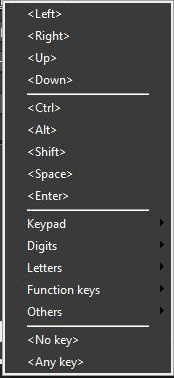 <Left>
<Right>
<Up>
<Down>
<Ctrl>
<Alt>
<Shift>
<Space>
<Enter>
Keypad
Digits
Letters
Function keys
Others
<No key>
<Any key>